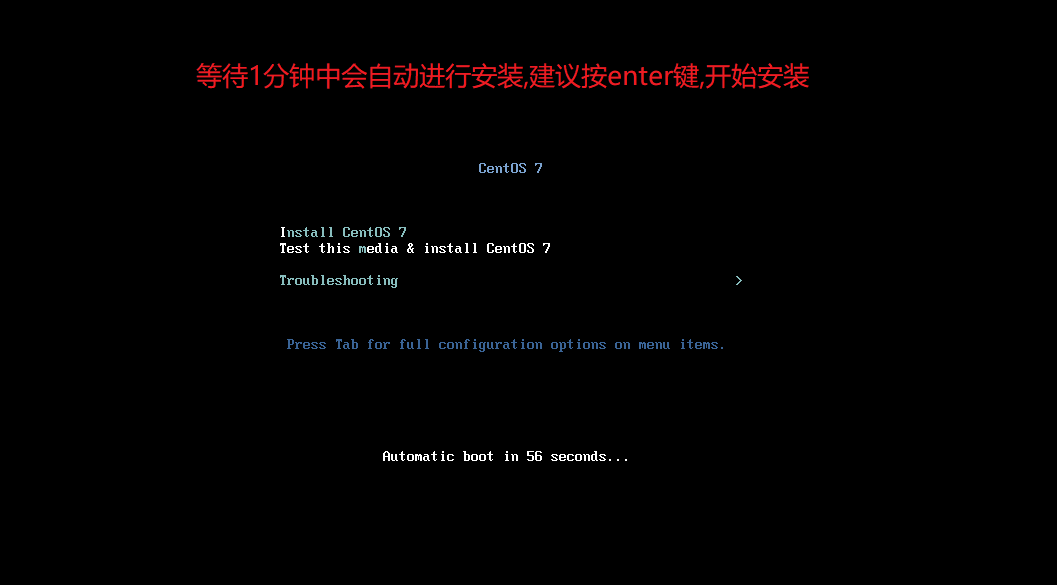 等待1分钟中会自动进行安装,建议按enter键,开始安装
CentOS 7
Install CentOS 7
Test this media & install CentOS 7
Troubleshooting >
Press Tab for full configuration options on menu items.
Automatic boot in 56 seconds...